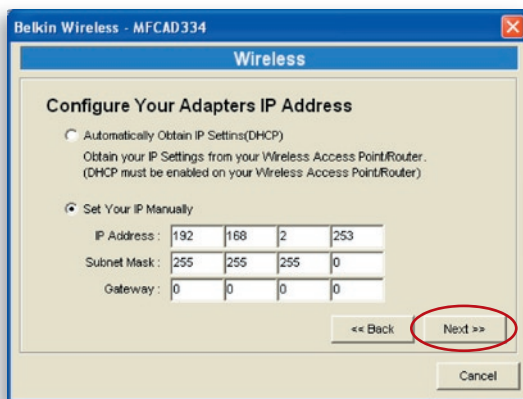 Belkin Wireless - MFCAD334
Wireless
Configure Your Adapters IP Address
Automatically Obtain IP Settins(DHCP)
Obtain your IP Settings from your Wireless Access Point/Router.
(DHCP must be enabled on your Wireless Access Point/Router)
Set Your IP Manually
IP Address : 192 168 2 253
Subnet Mask : 255 255 255 0
Gateway : 0 0 0 0
<< Back Next >>
Cancel